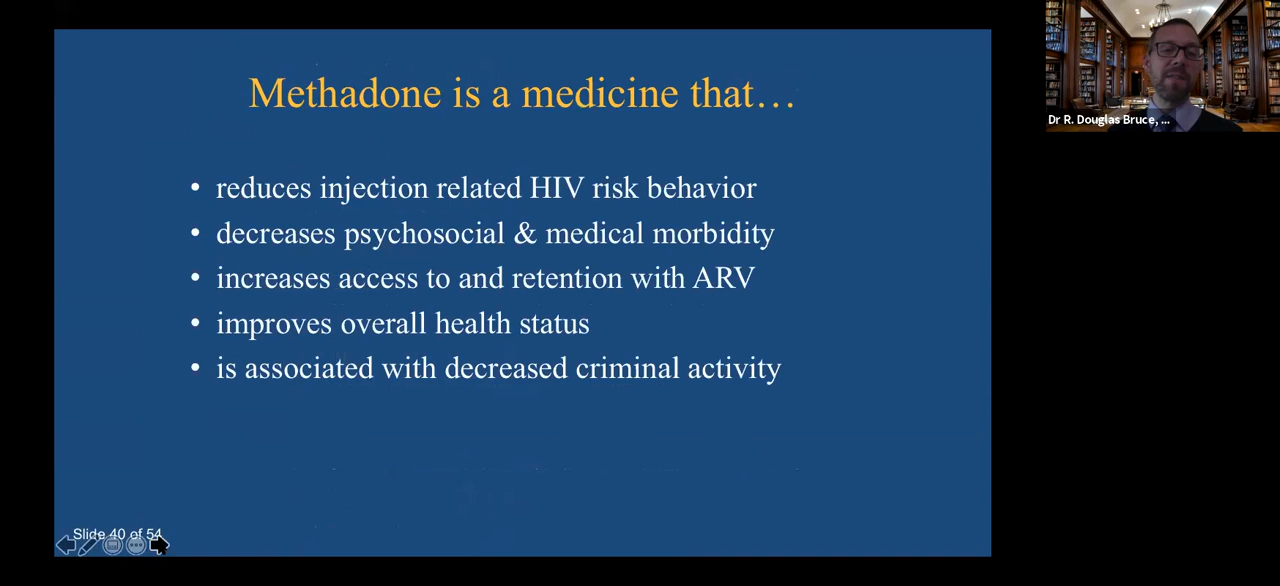 Methadone is a medicine that…
• reduces injection related HIV risk behavior
• decreases psychosocial & medical morbidity
• increases access to and retention with ARV
• improves overall health status
• is associated with decreased criminal activity
Slide 40 of 54
Dr R. Douglas Bruce, ...